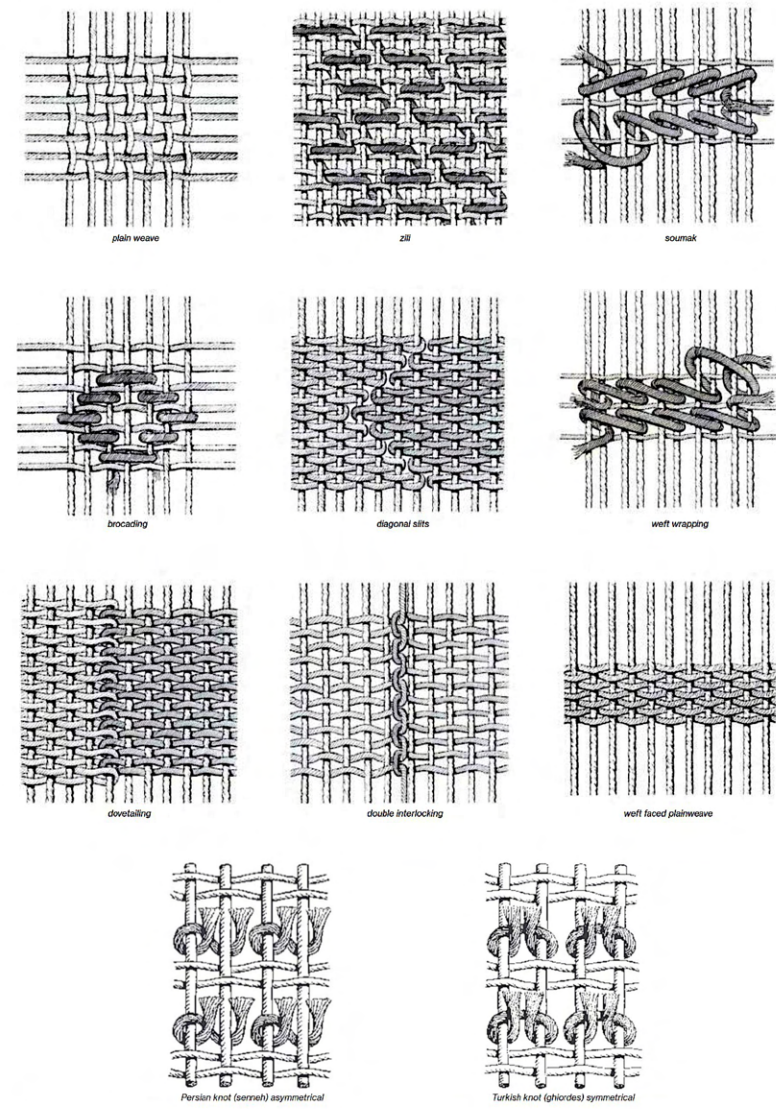 plain weave
zili
soumak
brocading
diagonal slits
weft wrapping
dovetailing
double interlocking
weft faced plainweave
Persian knot (senneh) asymmetrical
Turkish knot (ghiordes) symmetrical